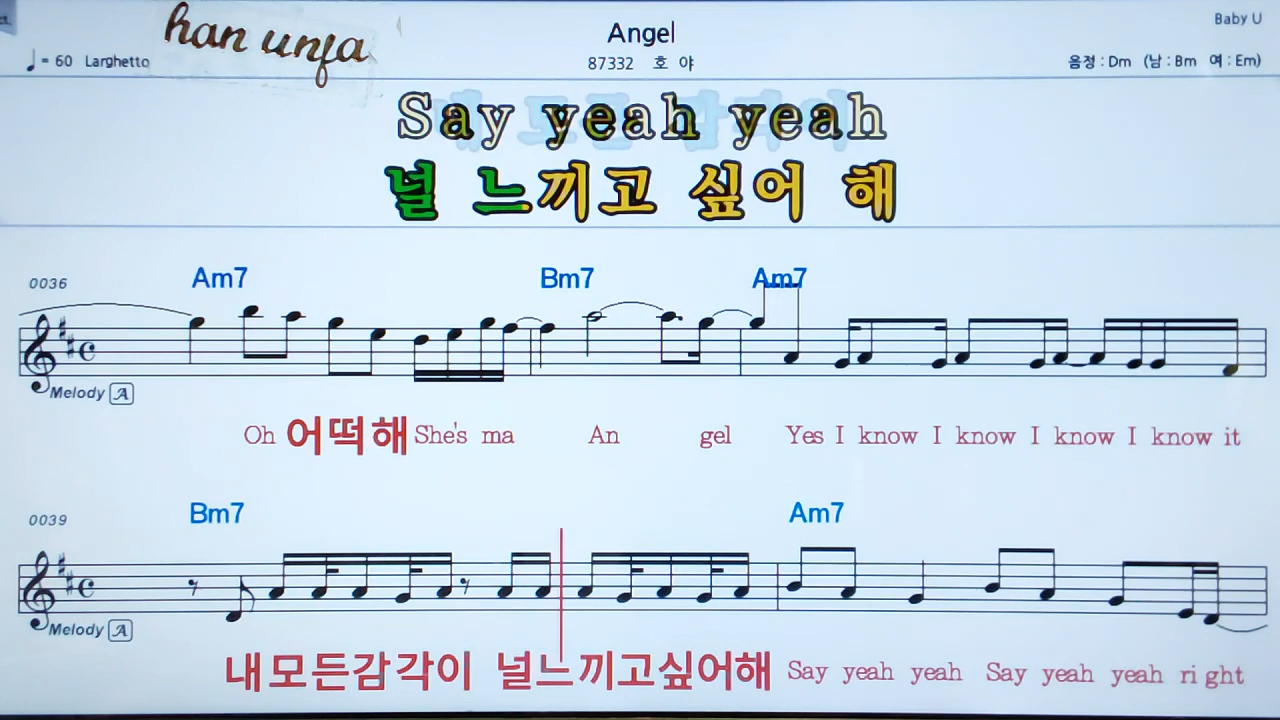 ct.
han unja
Angel
Baby U
♩= 60 Larghetto
87332 호 야
음정 : Dm (남 : Bm 여 : Em)
Say yeah yeah
널 느끼고 싶어 해
0036 Am7 Bm7 Am7
Melody A
Oh 어떡해 She's ma An gel Yes I know I know I know I know it
0039 Bm7 Am7
Melody A
내모든감각이 널느끼고싶어해 Say yeah yeah Say yeah yeah ri ght